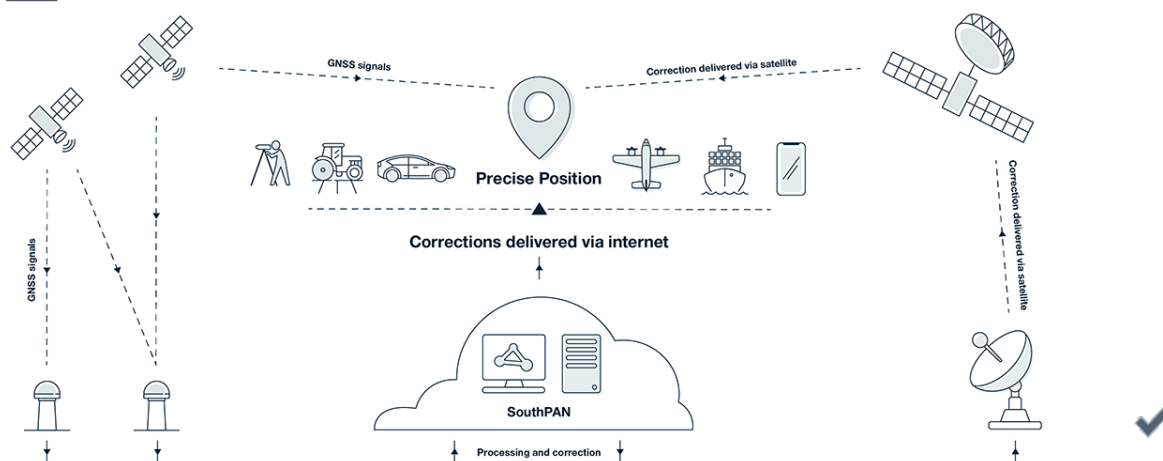 GNSS signals
Correction delivered via satellite
Precise Position
Corrections delivered via internet
GNSS signals
Correction delivered via satellite
SouthPAN
Processing and correction